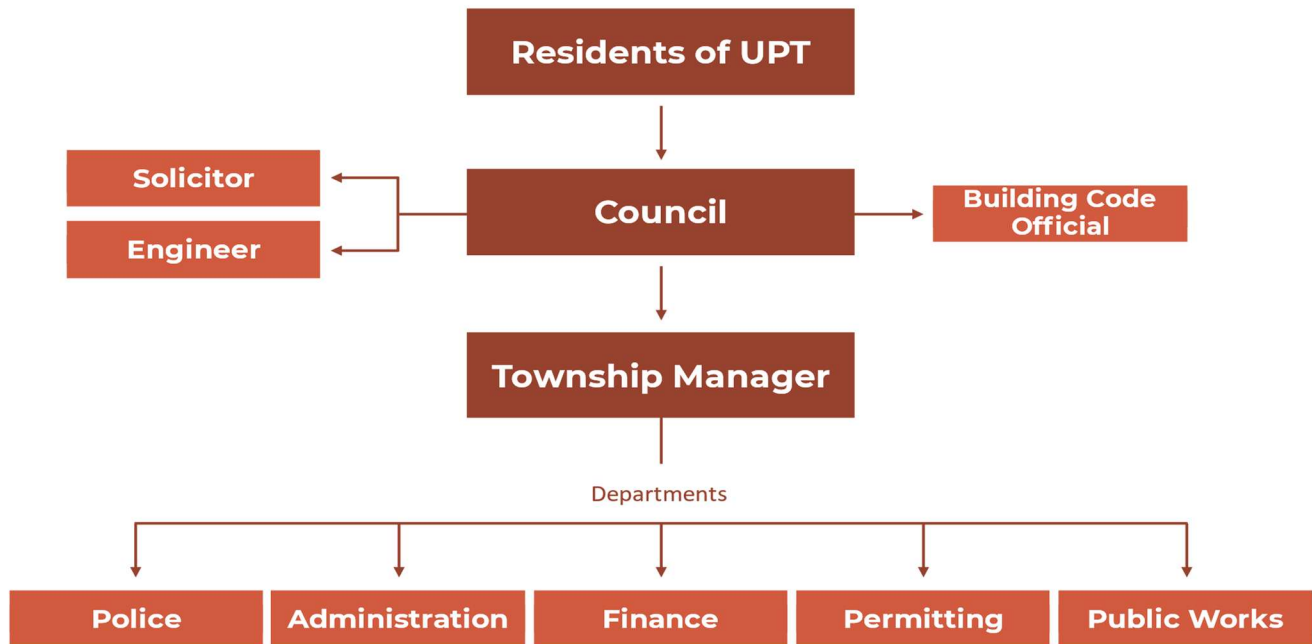 Residents of UPT
Solicitor
Engineer
Council
Building Code
Official
Township Manager
Departments
Police
Administration
Finance
Permitting
Public Works